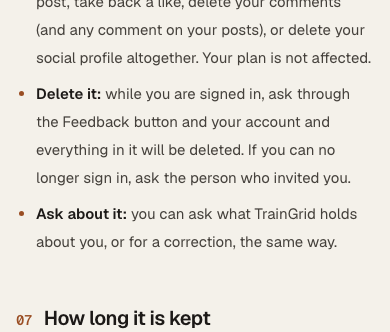 post, take back a like, delete your comments
(and any comment on your posts), or delete your
social profile altogether. Your plan is not affected.
• Delete it: while you are signed in, ask through
the Feedback button and your account and
everything in it will be deleted. If you can no
longer sign in, ask the person who invited you.
• Ask about it: you can ask what TrainGrid holds
about you, or for a correction, the same way.
07 How long it is kept